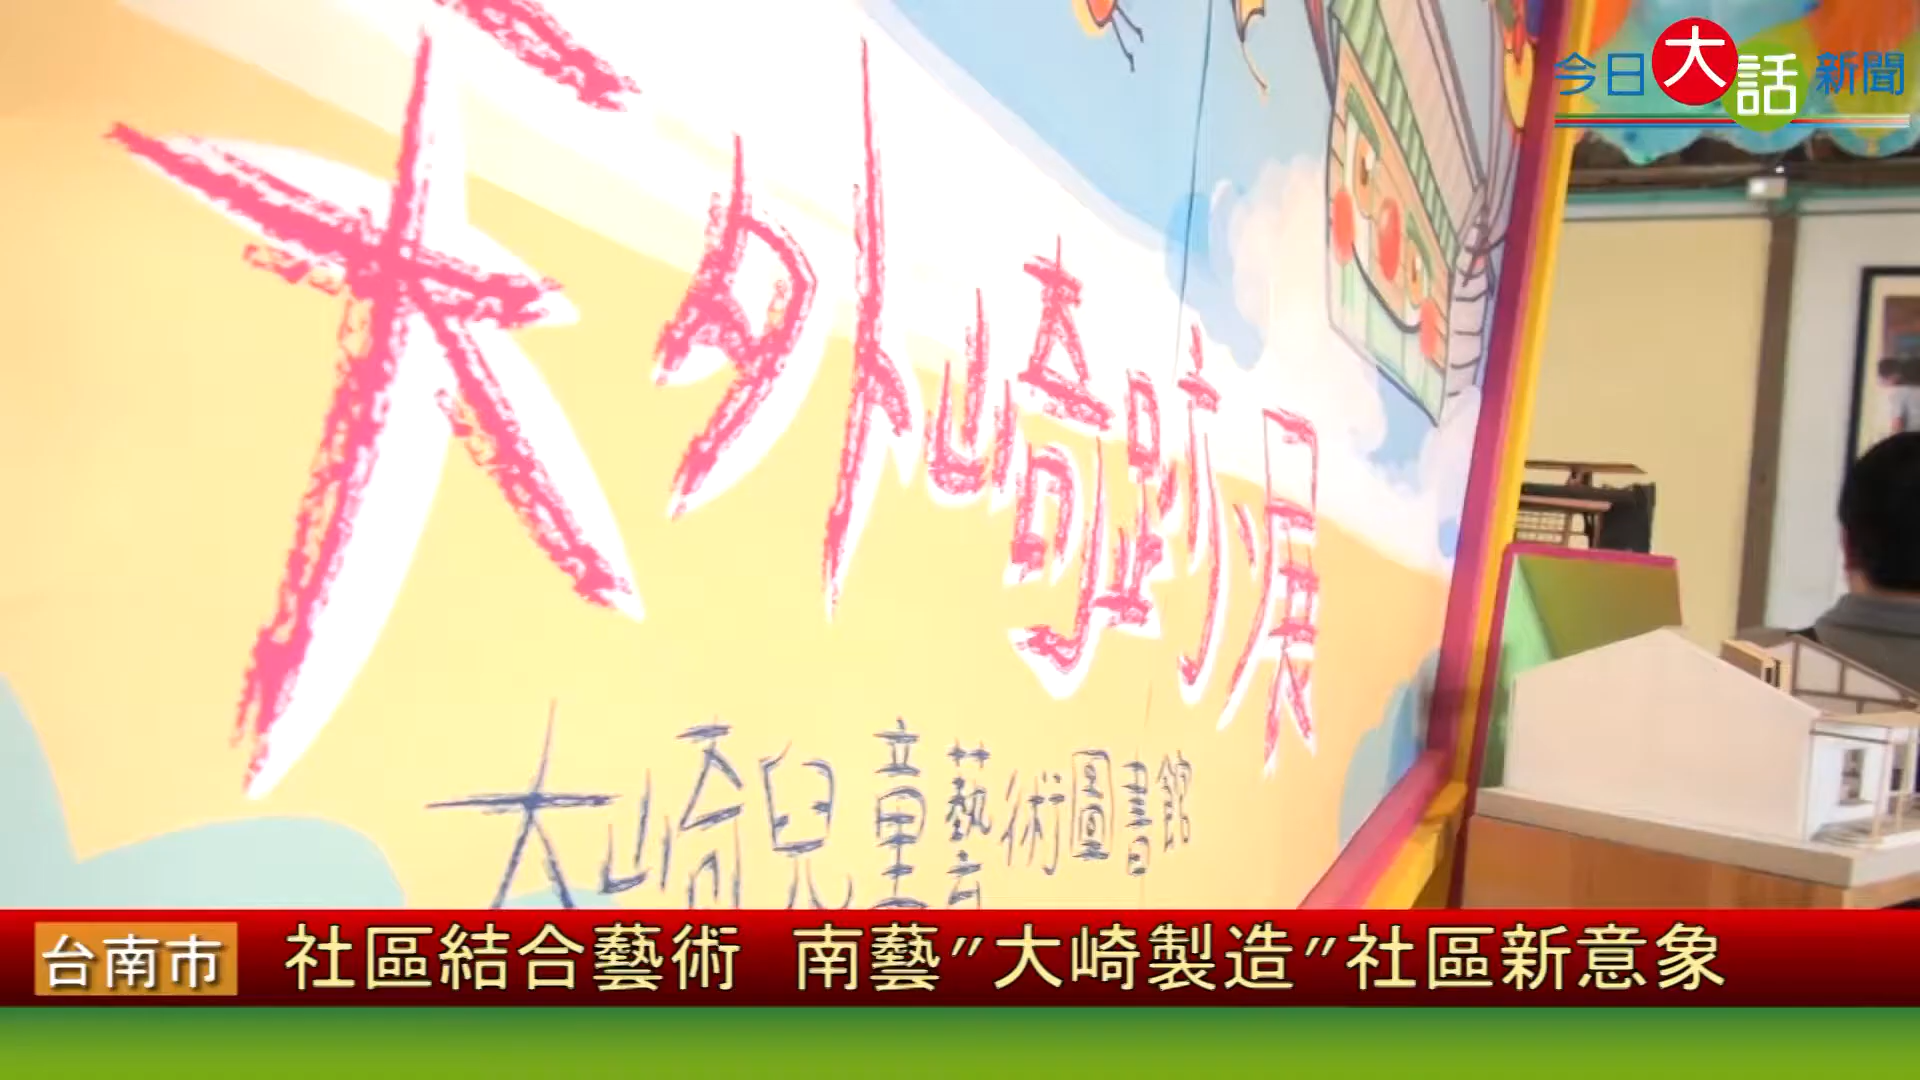 今日大話新聞
天外崎跡展
大崎兒童藝術圖書館
台南市
社區結合藝術 南藝"大崎製造"社區新意象